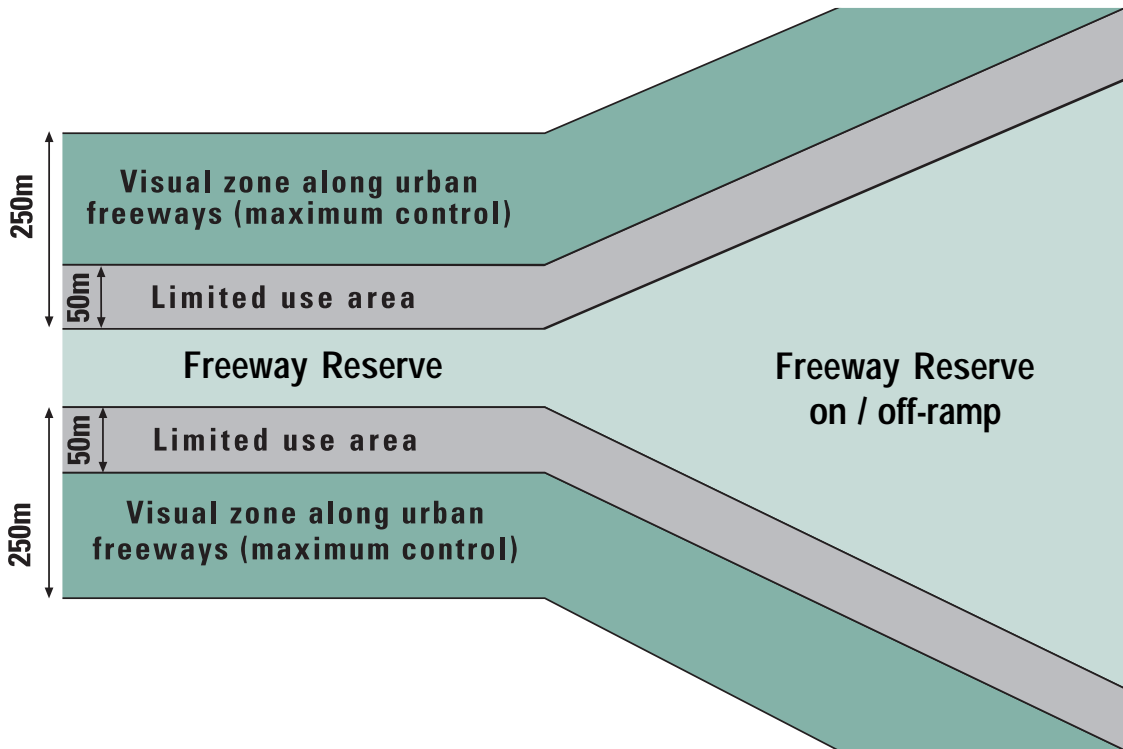 250m
Visual zone along urban
freeways (maximum control)
50m
Limited use area
Freeway Reserve
Freeway Reserve
on / off-ramp
250m
50m
Limited use area
Visual zone along urban
freeways (maximum control)